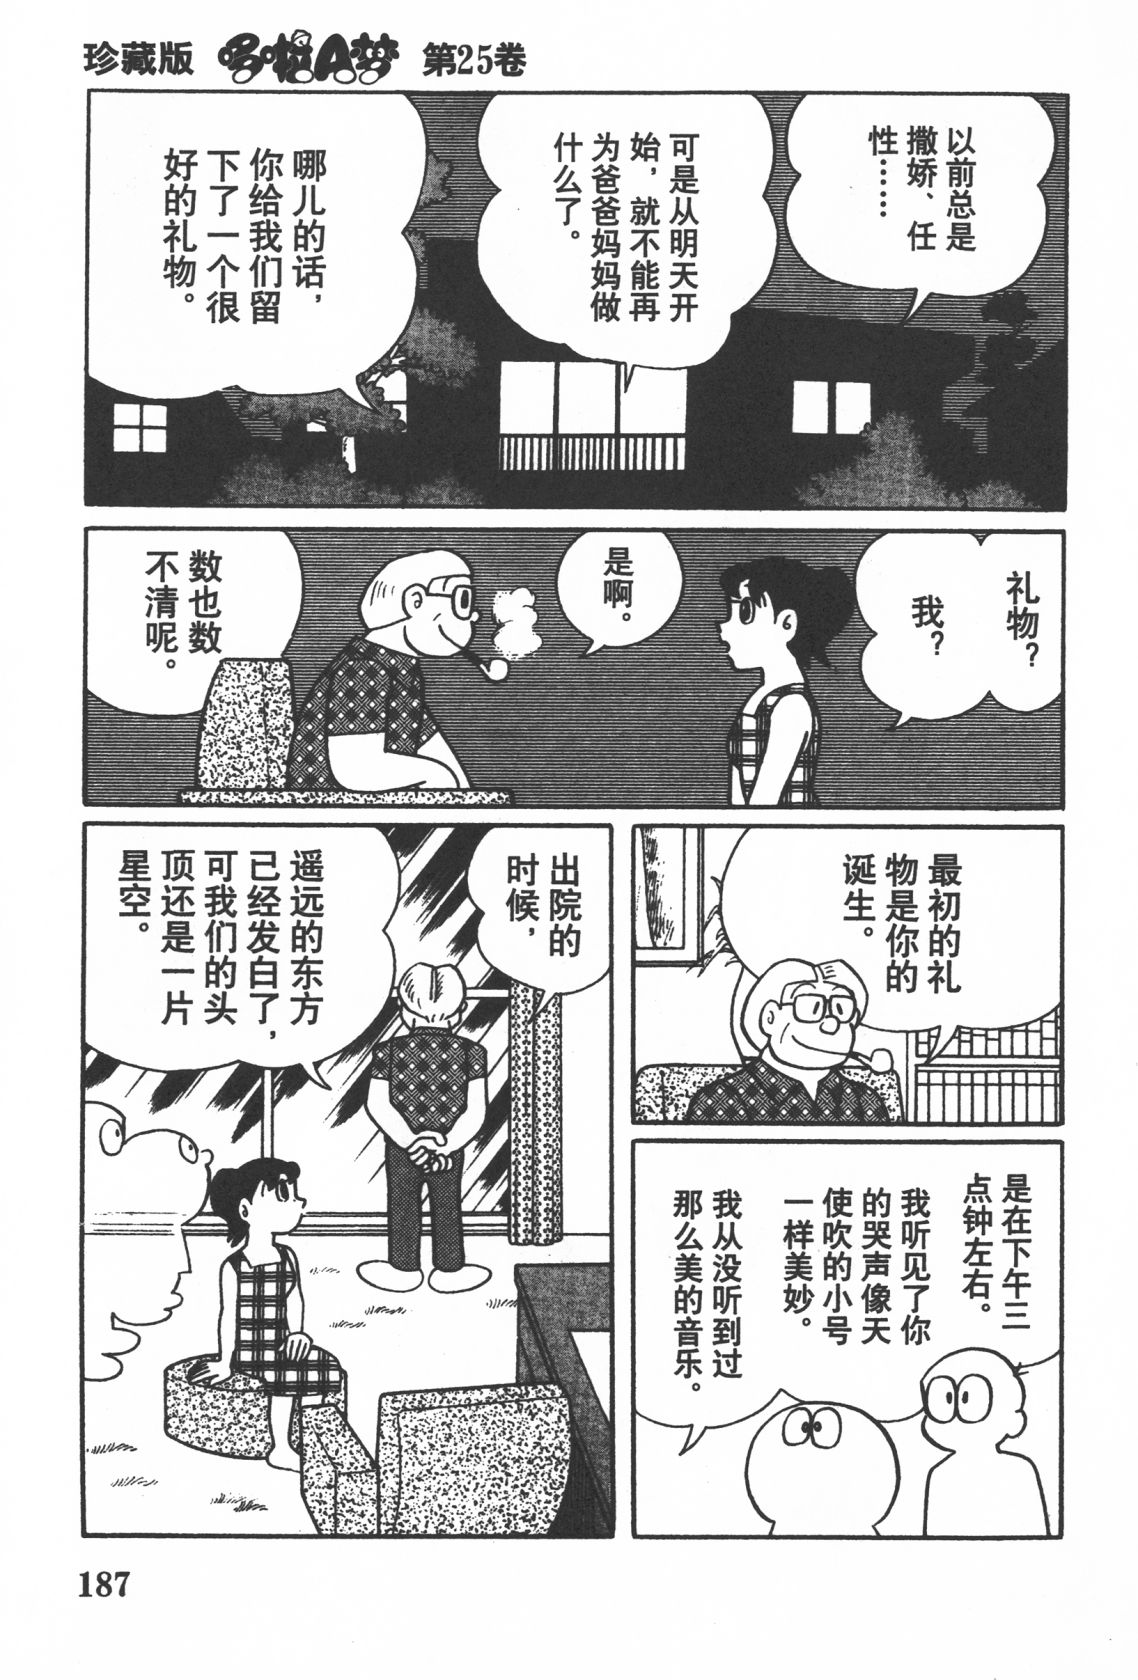 珍藏版 哆啦A梦 第25卷
以前总是
撒娇、任
性……
可是从明天开
始，就不能再
为爸爸妈妈做
什么了。
哪儿的话，
你给我们留
下了一个很
好的礼物。
礼物？
我？
是啊。
数也数
不清呢。
最初的礼
物是你的
诞生。
是在下午三
点钟左右。
我听见了你
的哭声像天
使吹的小号
一样美妙。
我从没听到过
那么美的音乐。
出院的
时候，
遥远的东方
已经发白了，
可我们的头
顶还是一片
星空。
187